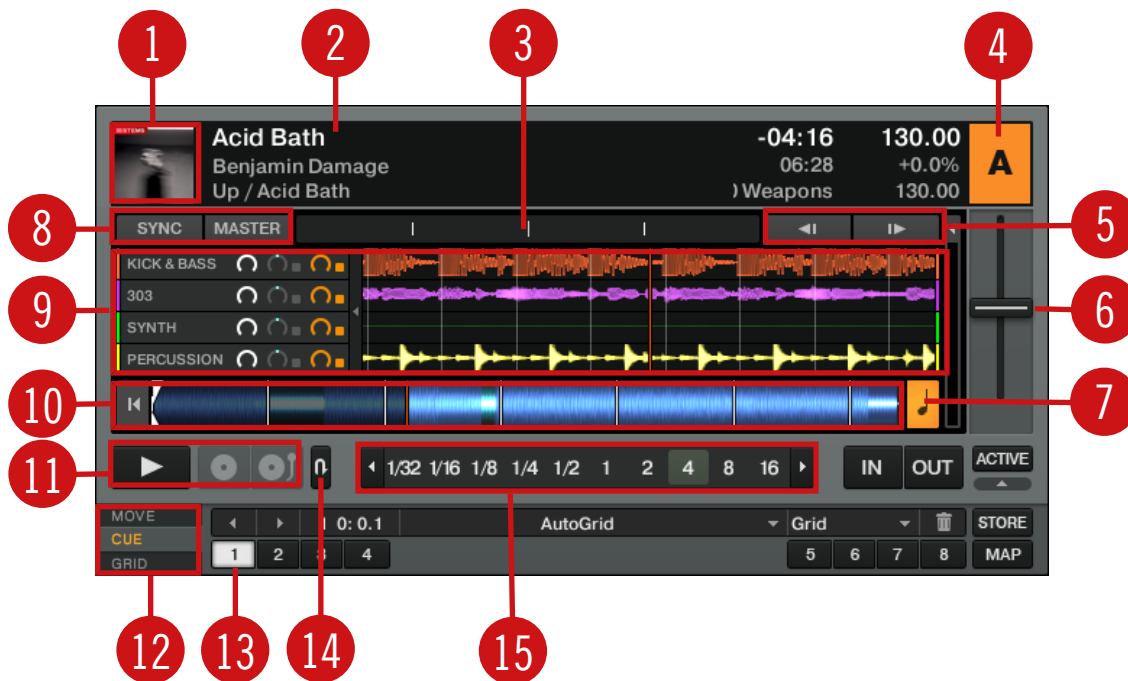 1 2 3 4
STEMS
Acid Bath -04:16 130.00 A
Benjamin Damage 06:28 +0.0%
Up / Acid Bath Weapons 130.00
8 SYNC MASTER 5
KICK & BASS
9 303 6
SYNTH
PERCUSSION
10 7
11 1/32 1/16 1/8 1/4 1/2 1 2 4 8 16 IN OUT ACTIVE
MOVE 0:0.1 AutoGrid Grid STORE
CUE
GRID 1 2 3 4 5 6 7 8 MAP
12 13 14 15